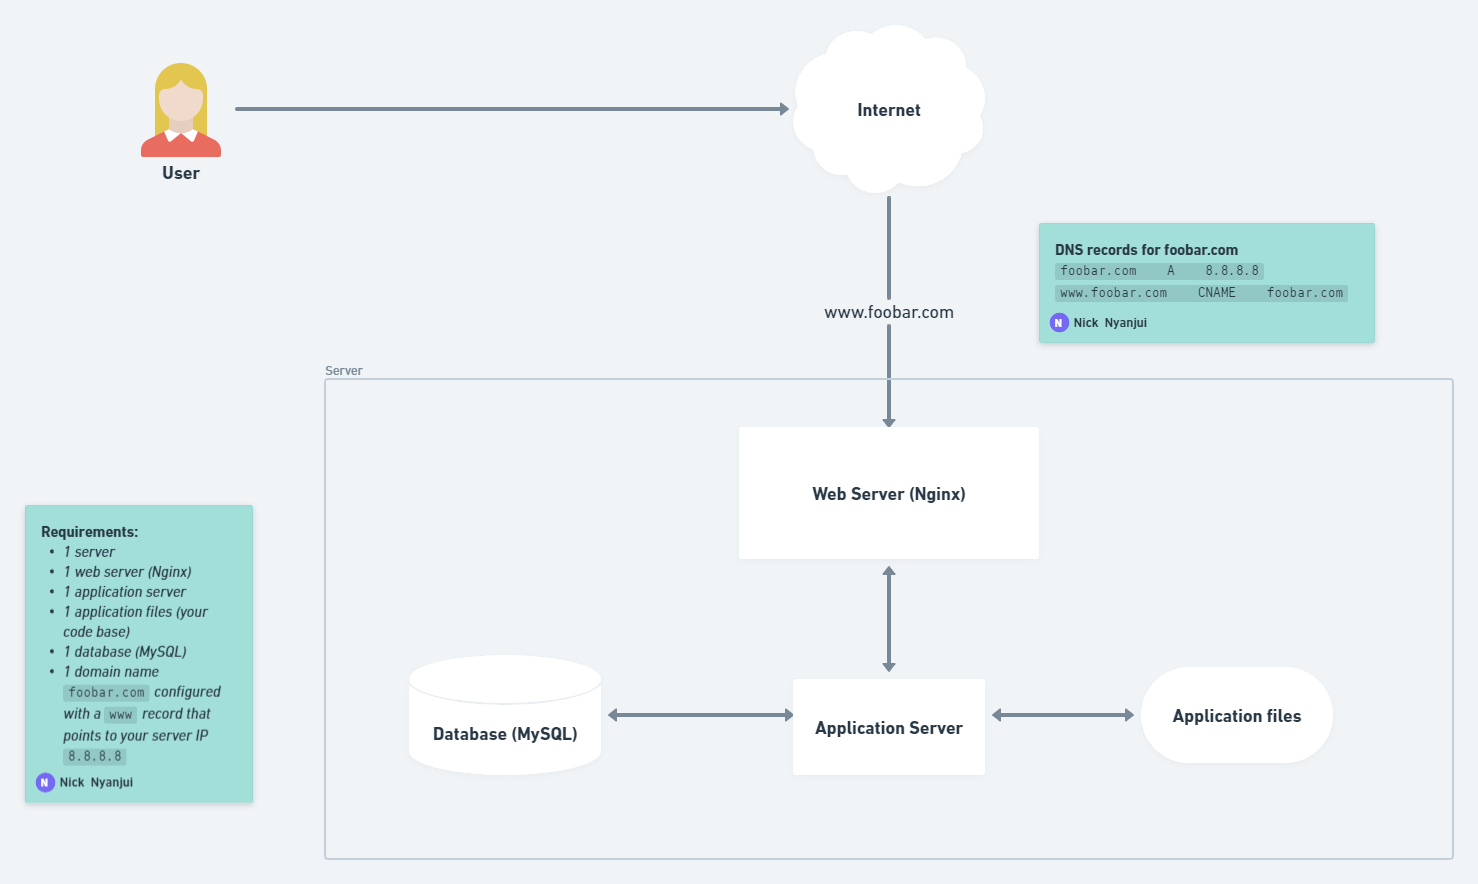 Internet
User
DNS records for foobar.com
foobar.com A 8.8.8.8
www.foobar.com CNAME foobar.com
N Nick Nyanjui
www.foobar.com
Server
Web Server (Nginx)
Requirements:
• 1 server
• 1 web server (Nginx)
• 1 application server
• 1 application files (your
code base)
• 1 database (MySQL)
• 1 domain name
foobar.com configured
with a www record that
points to your server IP
8.8.8.8
N Nick Nyanjui
Database (MySQL)
Application Server
Application files